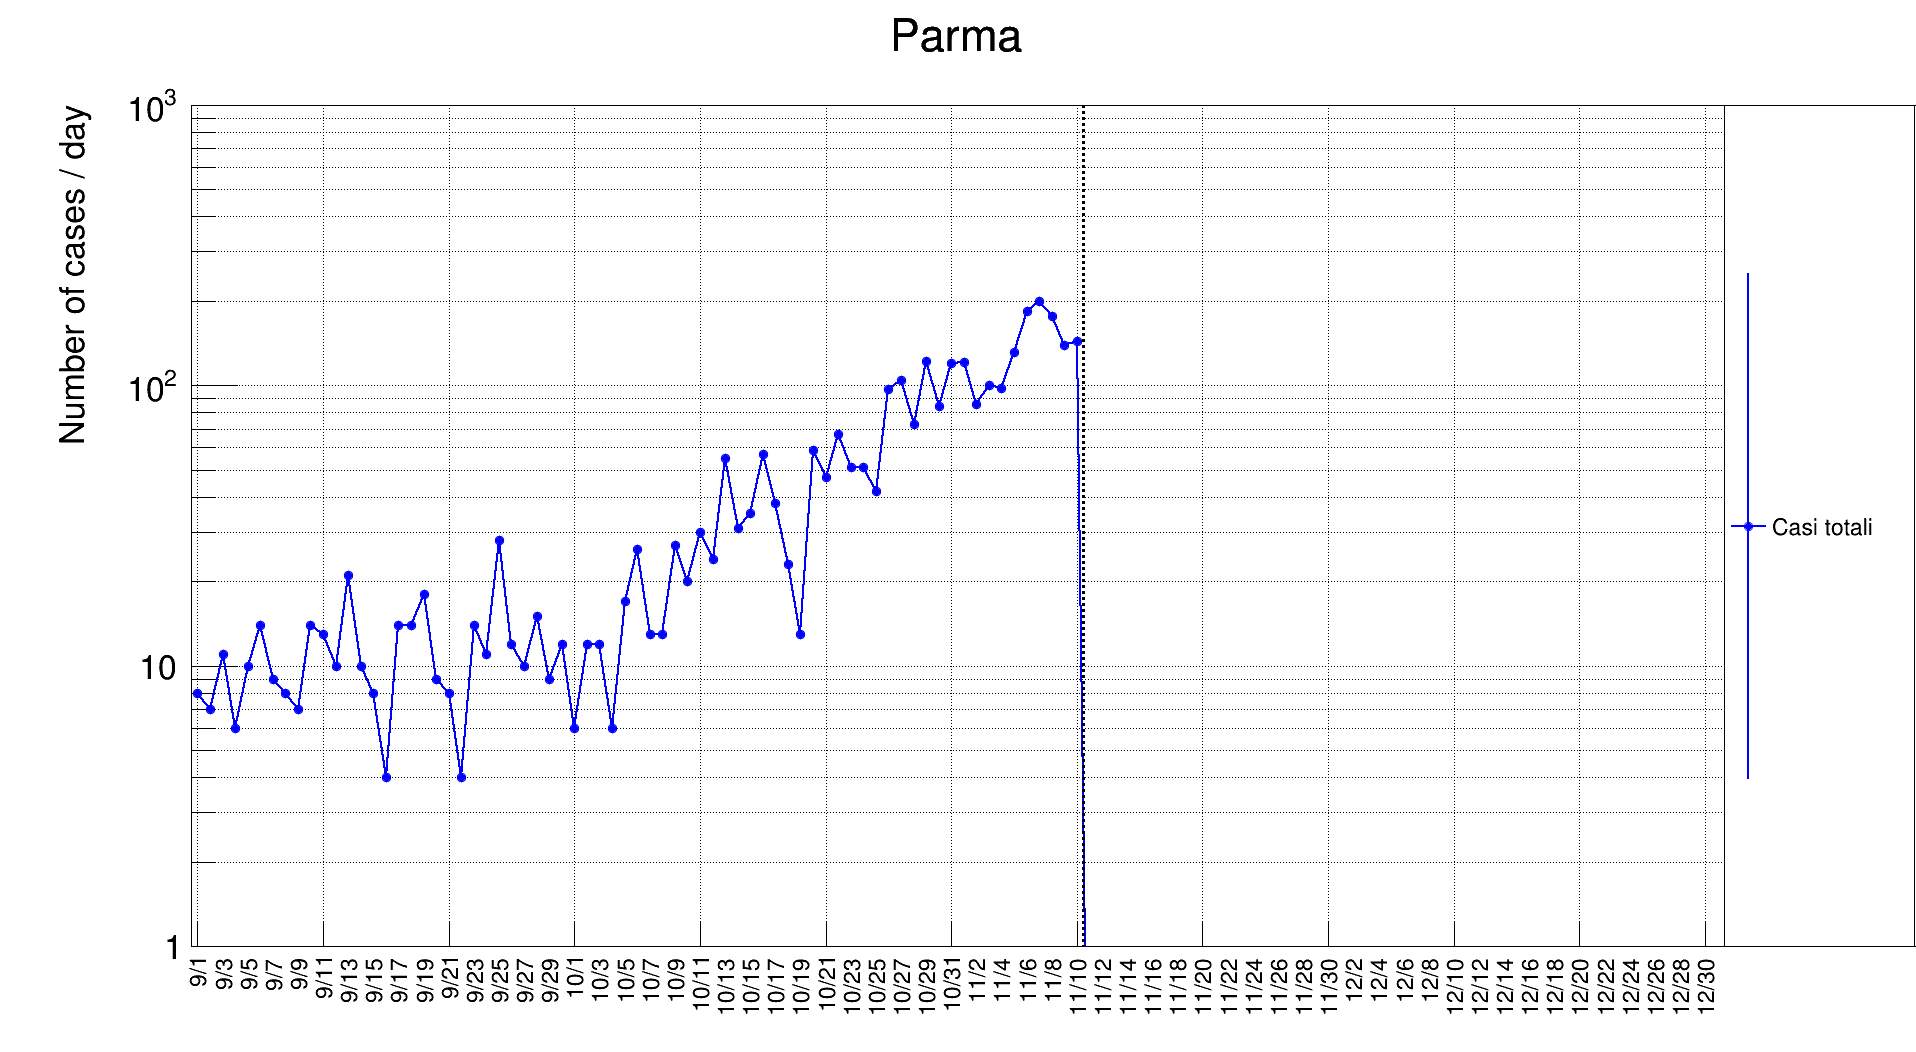 Parma
Number of cases / day
10³
10²
10
1
9/1 9/3 9/5 9/7 9/9 9/11 9/13 9/15 9/17 9/19 9/21 9/23 9/25 9/27 9/29 10/1 10/3 10/5 10/7 10/9 10/11 10/13 10/15 10/17 10/19 10/21 10/23 10/25 10/27 10/29 10/31 11/2 11/4 11/6 11/8 11/10 11/12 11/14 11/16 11/18 11/20 11/22 11/24 11/26 11/28 11/30 12/2 12/4 12/6 12/8 12/10 12/12 12/14 12/16 12/18 12/20 12/22 12/24 12/26 12/28 12/30
Casi totali